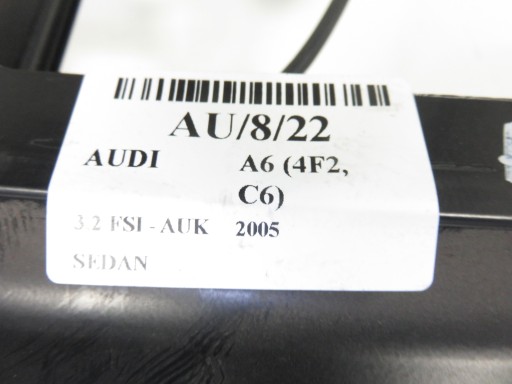 AU/8/22
AUDI A6 (4F2,
C6)
3.2 FSI - AUK 2005
SEDAN